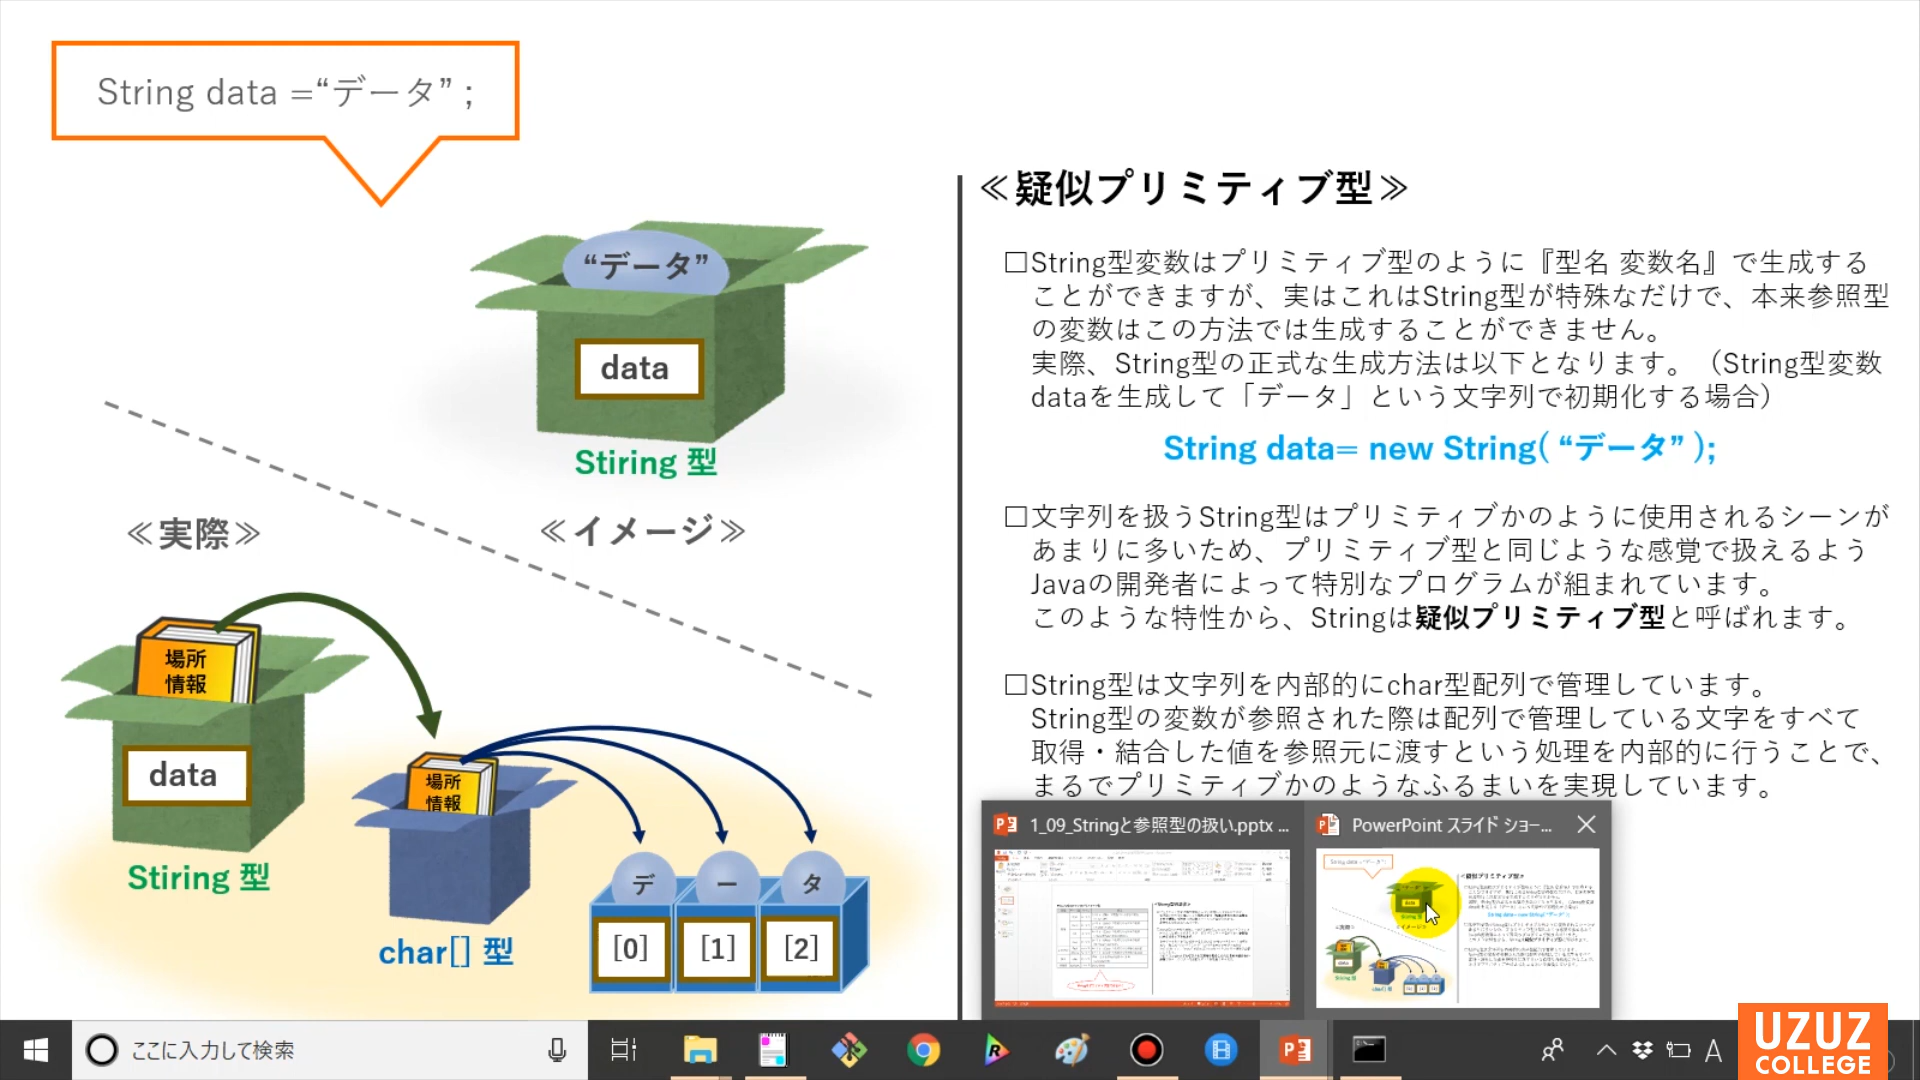 String data =“データ” ;
“データ”
data
Stiring 型
≪実際≫
≪イメージ≫
場所
情報
data
Stiring 型
場所
情報
char[] 型
デ
ー
タ
[0]
[1]
[2]
≪疑似プリミティブ型≫
□String型変数はプリミティブ型のように『型名 変数名』で生成する
ことができますが、実はこれはString型が特殊なだけで、本来参照型
の変数はこの方法では生成することができません。
実際、String型の正式な生成方法は以下となります。（String型変数
dataを生成して「データ」という文字列で初期化する場合）
String data= new String( “データ” );
□文字列を扱うString型はプリミティブかのように使用されるシーンが
あまりに多いため、プリミティブ型と同じような感覚で扱えるよう
Javaの開発者によって特別なプログラムが組まれています。
このような特性から、Stringは疑似プリミティブ型と呼ばれます。
□String型は文字列を内部的にchar型配列で管理しています。
String型の変数が参照された際は配列で管理している文字をすべて
取得・結合した値を参照元に渡すという処理を内部的に行うことで、
まるでプリミティブかのようなふるまいを実現しています。
1_09_Stringと参照型の扱い.pptx ...
PowerPoint スライド ショー...
ここに入力して検索
A
UZUZ
COLLEGE